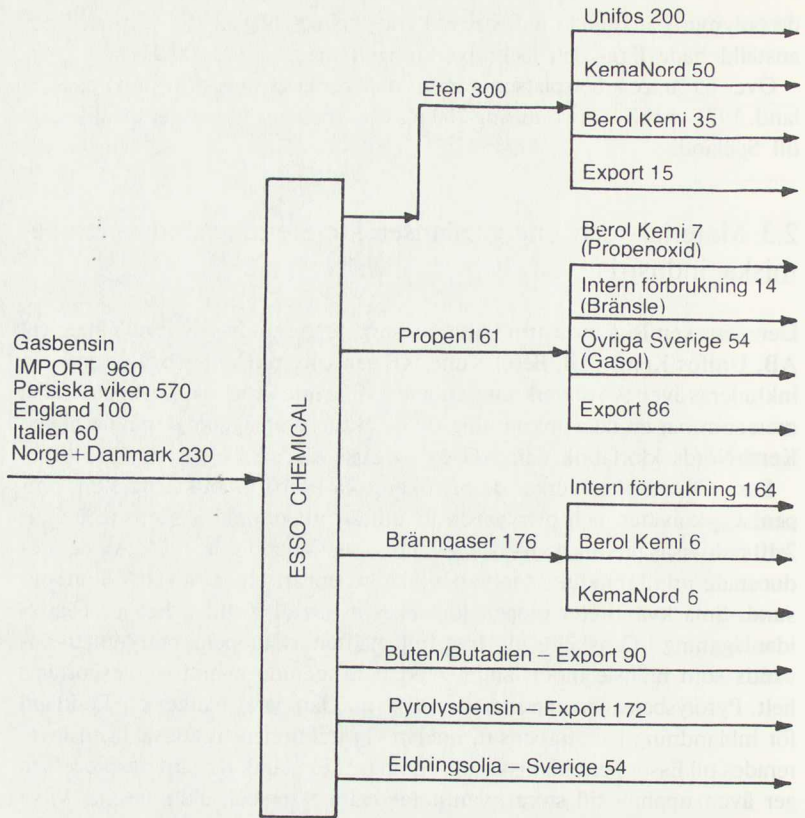 Unifos 200
KemaNord 50
Eten 300
Berol Kemi 35
Export 15
Berol Kemi 7
(Propenoxid)
Intern förbrukning 14
(Bränsle)
Propen161
Övriga Sverige 54
(Gasol)
Export 86
Gasbensin
IMPORT 960
Persiska viken 570
England 100
Italien 60
Norge+Danmark 230
ESSO CHEMICAL
Intern förbrukning 164
Bränngaser 176
Berol Kemi 6
KemaNord 6
Buten/Butadien – Export 90
Pyrolysbensin – Export 172
Eldningsolja – Sverige 54